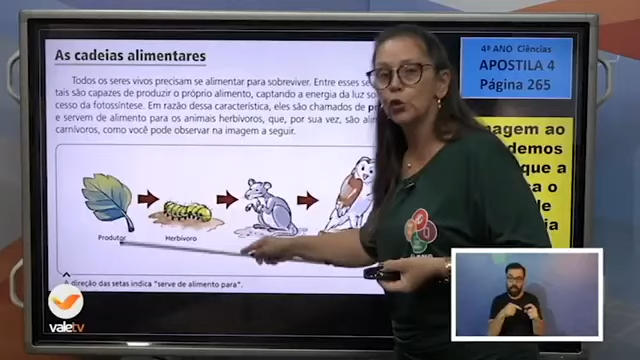 As cadeias alimentares
Todos os seres vivos precisam se alimentar para sobreviver. Entre esses se
tais são capazes de produzir o próprio alimento, captando a energia da luz so
cesso da fotossíntese. Em razão dessa característica, eles são chamados de p
e servem de alimento para os animais herbívoros, que, por sua vez, são ali
carnívoros, como você pode observar na imagem a seguir.
Produtor
Herbívoro
A direção das setas indica "serve de alimento para".
4º ANO Ciências
APOSTILA 4
Página 265
magem ao
demos
que a
a o
de
ia
valetv